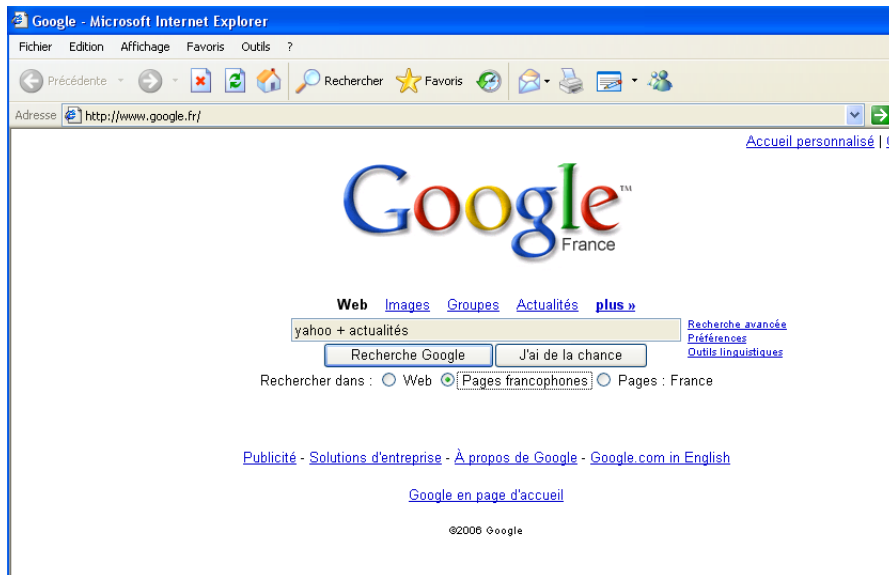 Google - Microsoft Internet Explorer
Fichier Edition Affichage Favoris Outils ?
Précédente Rechercher Favoris
Adresse http://www.google.fr/
Accueil personnalisé |
Google™
France
Web Images Groupes Actualités plus »
yahoo + actualités
Recherche avancée
Préférences
Outils linguistiques
Recherche Google J'ai de la chance
Rechercher dans : Web Pages francophones Pages : France
Publicité - Solutions d'entreprise - À propos de Google - Google.com in English
Google en page d'accueil
©2006 Google